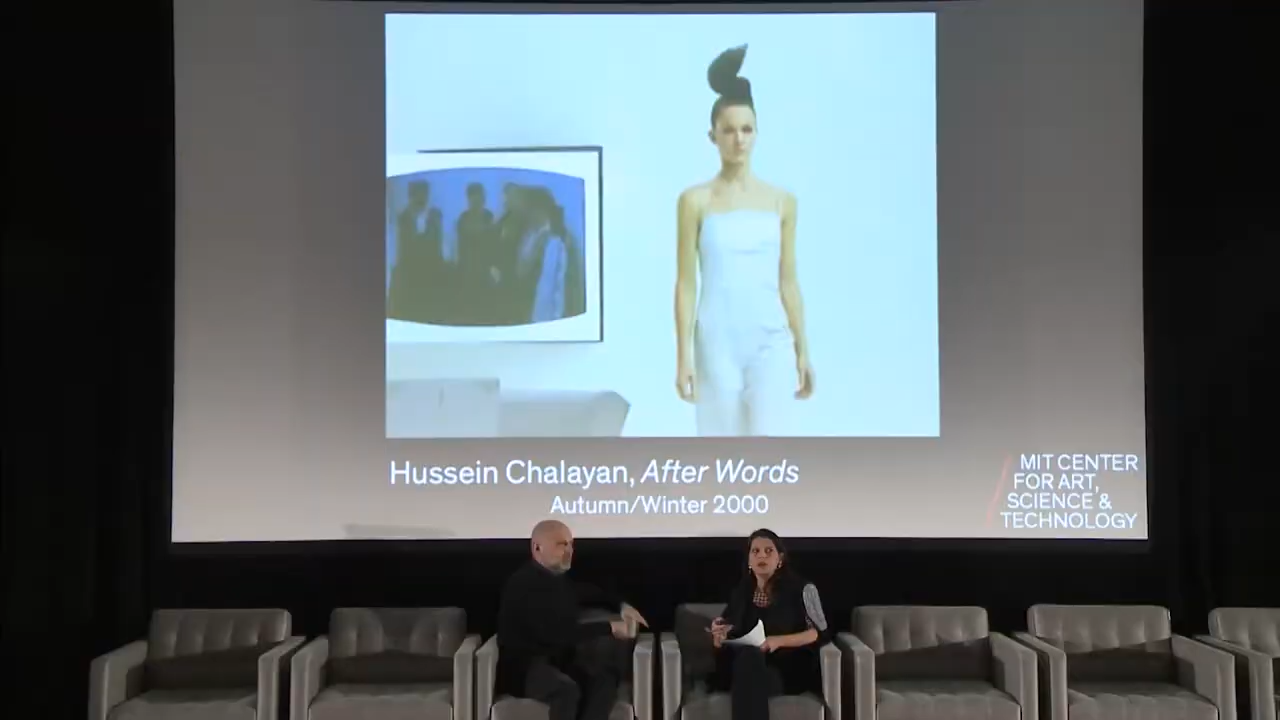 Hussein Chalayan, After Words
Autumn/Winter 2000
MIT CENTER
FOR ART,
SCIENCE &
TECHNOLOGY